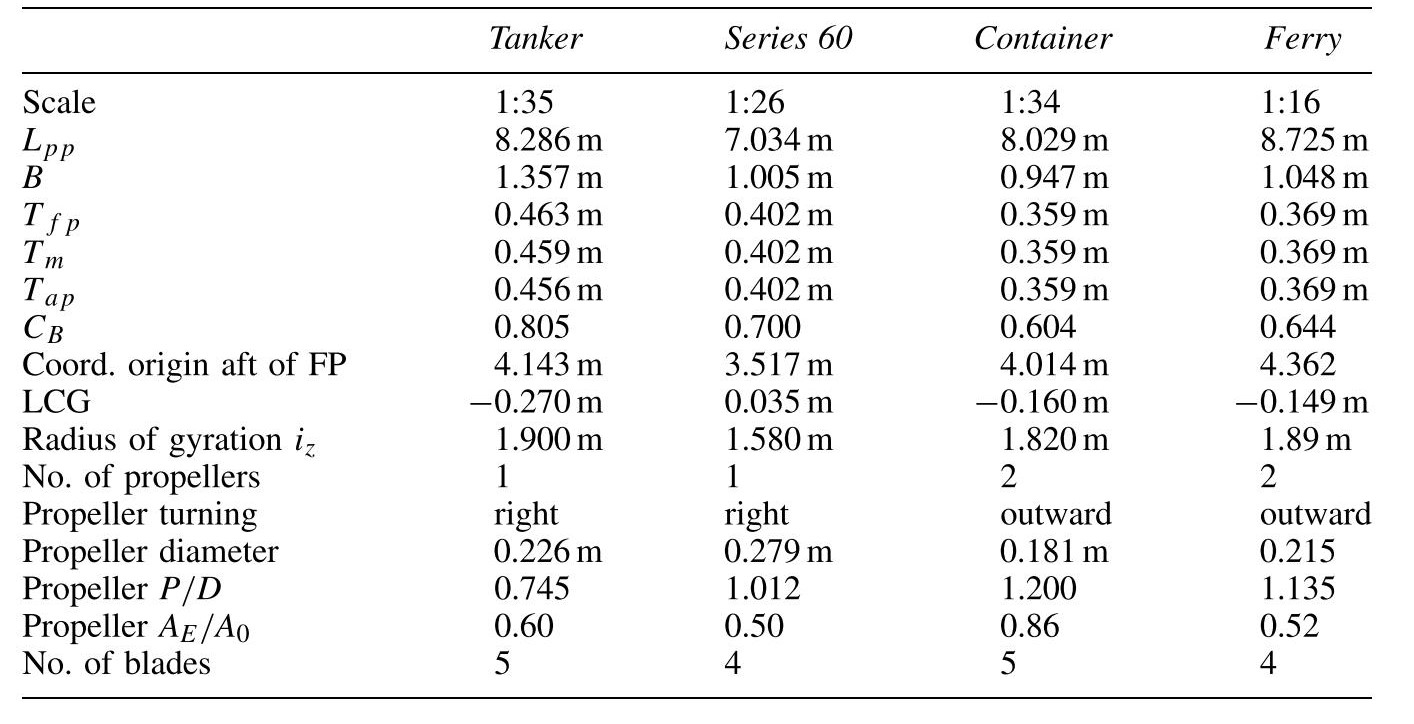 Tanker Series 60 Container Ferry
Scale 1:35 1:26 1:34 1:16
L_pp 8.286 m 7.034 m 8.029 m 8.725 m
B 1.357 m 1.005 m 0.947 m 1.048 m
T_fp 0.463 m 0.402 m 0.359 m 0.369 m
T_m 0.459 m 0.402 m 0.359 m 0.369 m
T_ap 0.456 m 0.402 m 0.359 m 0.369 m
C_B 0.805 0.700 0.604 0.644
Coord. origin aft of FP 4.143 m 3.517 m 4.014 m 4.362
LCG −0.270 m 0.035 m −0.160 m −0.149 m
Radius of gyration i_z 1.900 m 1.580 m 1.820 m 1.89 m
No. of propellers 1 1 2 2
Propeller turning right right outward outward
Propeller diameter 0.226 m 0.279 m 0.181 m 0.215
Propeller P/D 0.745 1.012 1.200 1.135
Propeller A_E/A_0 0.60 0.50 0.86 0.52
No. of blades 5 4 5 4